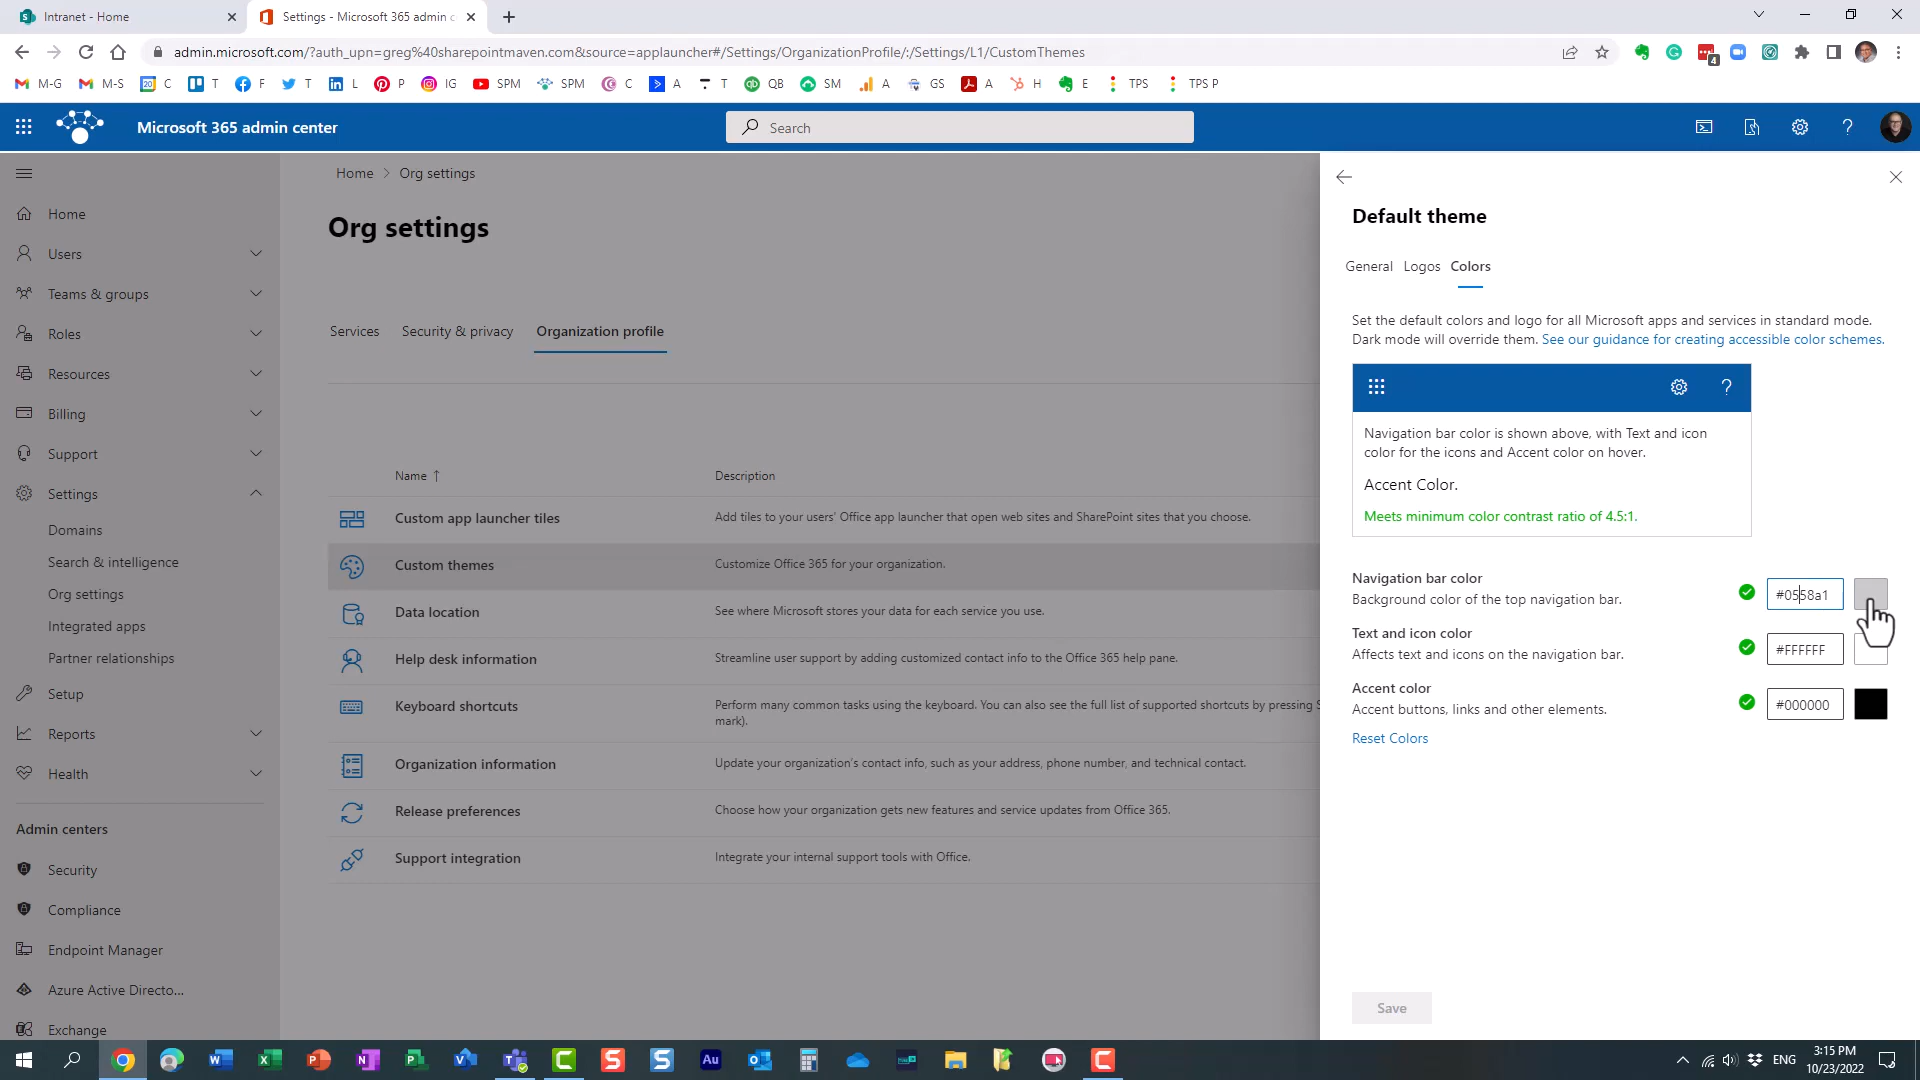 Intranet - Home
Settings - Microsoft 365 admin c
admin.microsoft.com/?auth_upn=greg%40sharepointmaven.com&source=applauncher#/Settings/OrganizationProfile/:/Settings/L1/CustomThemes
4
M-G
M-S
20
C
T
F
T
L
P
IG
SPM
SPM
C
A
T
QB
SM
A
GS
A
H
E
TPS
TPS P
Microsoft 365 admin center
Search
Home
Users
Teams & groups
Roles
Resources
Billing
Support
Settings
Domains
Search & intelligence
Org settings
Integrated apps
Partner relationships
Setup
Reports
Health
Admin centers
Security
Compliance
Endpoint Manager
Azure Active Directo...
Exchange
Home > Org settings
Org settings
Services
Security & privacy
Organization profile
Name ↑
Description
Custom app launcher tiles
Add tiles to your users' Office app launcher that open web sites and SharePoint sites that you choose.
Custom themes
Customize Office 365 for your organization.
Data location
See where Microsoft stores your data for each service you use.
Help desk information
Streamline user support by adding customized contact info to the Office 365 help pane.
Keyboard shortcuts
Perform many common tasks using the keyboard. You can also see the full list of supported shortcuts by pressing
mark).
Organization information
Update your organization's contact info, such as your address, phone number, and technical contact.
Release preferences
Choose how your organization gets new features and service updates from Office 365.
Support integration
Integrate your internal support tools with Office.
Default theme
General
Logos
Colors
Set the default colors and logo for all Microsoft apps and services in standard mode.
Dark mode will override them. See our guidance for creating accessible color schemes.
Navigation bar color is shown above, with Text and icon
color for the icons and Accent color on hover.
Accent Color.
Meets minimum color contrast ratio of 4.5:1.
Navigation bar color
Background color of the top navigation bar.
#0558a1
Text and icon color
Affects text and icons on the navigation bar.
#FFFFFF
Accent color
Accent buttons, links and other elements.
#000000
Reset Colors
Save
Au
ENG
3:15 PM
10/23/2022